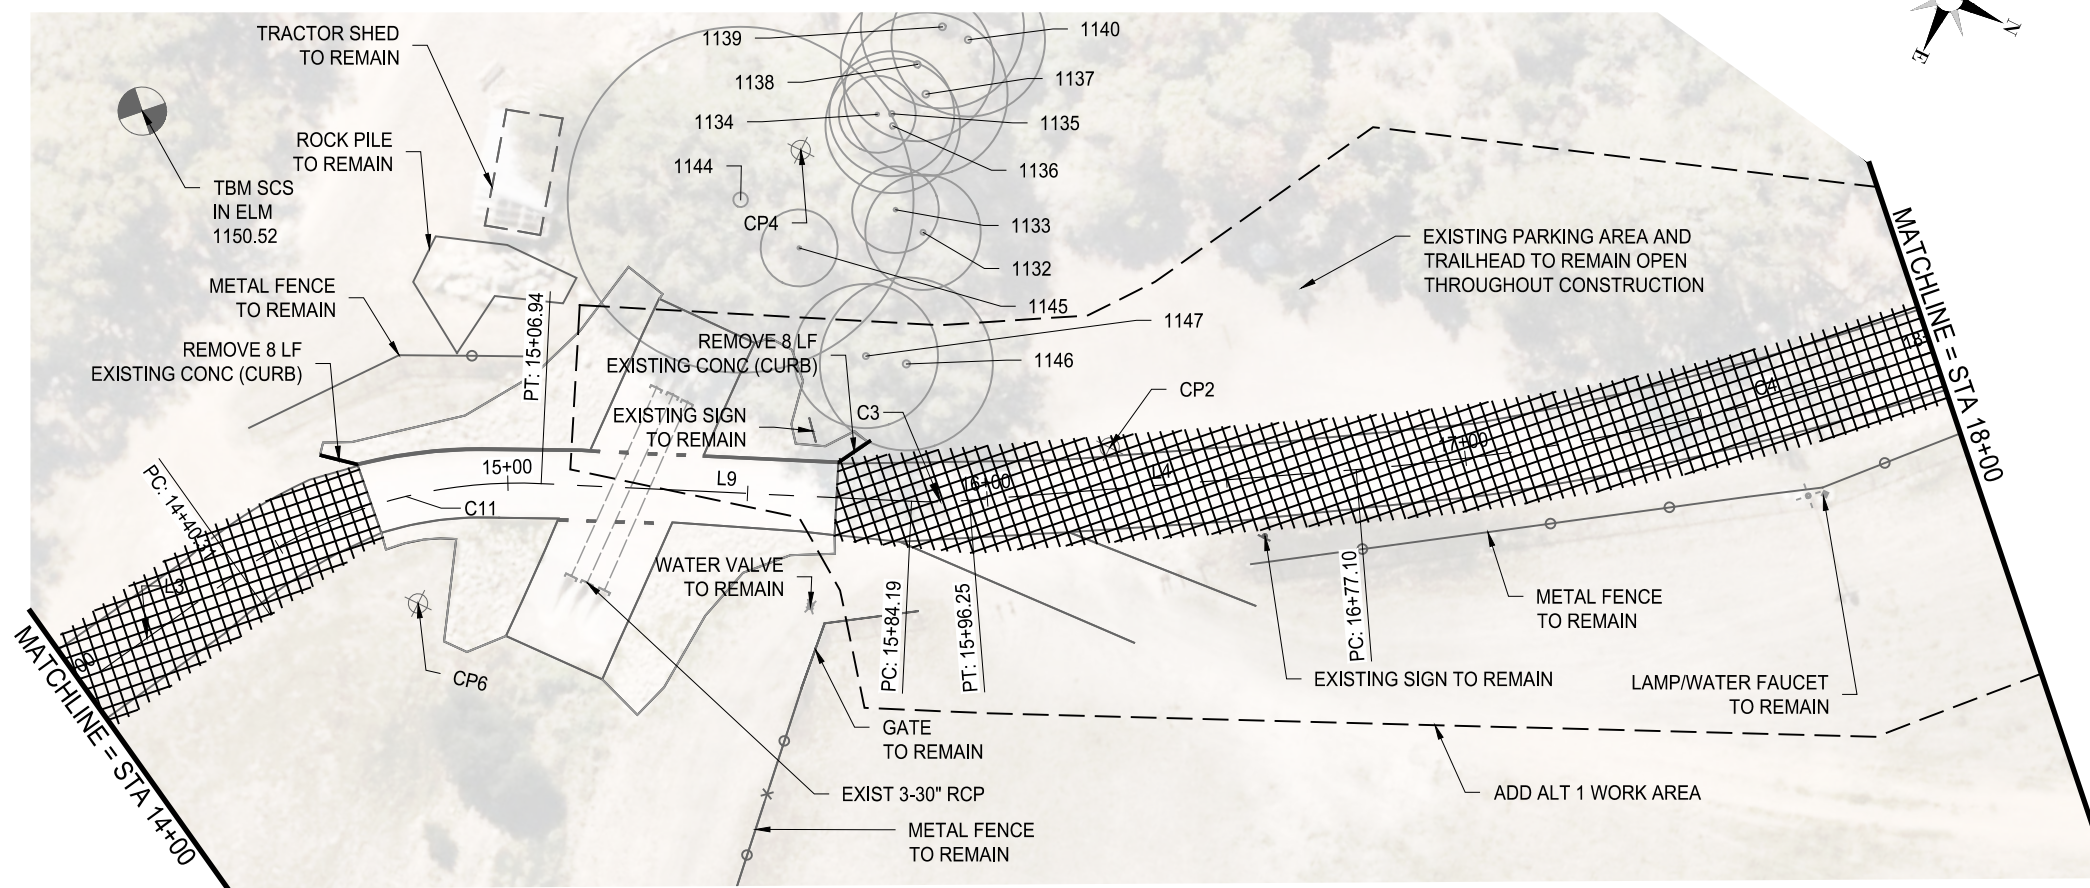 TRACTOR SHED
TO REMAIN
ROCK PILE
TO REMAIN
TBM SCS
IN ELM
1150.52
METAL FENCE
TO REMAIN
REMOVE 8 LF
EXISTING CONC (CURB)
PT: 15+06.94
1139
1138
1134
1144
CP4
1140
1137
1135
1136
1133
1132
1145
1147
1146
REMOVE 8 LF
EXISTING CONC (CURB)
EXISTING SIGN
TO REMAIN
C3
CP2
EXISTING PARKING AREA AND
TRAILHEAD TO REMAIN OPEN
THROUGHOUT CONSTRUCTION
N
E
MATCHLINE = STA 18+00
18
C4
17+00
L4
16+00
L9
15+00
C11
PC: 14+40.31
L3
00
MATCHLINE = STA 14+00
CP6
WATER VALVE
TO REMAIN
PC: 15+84.19
PT: 15+96.25
PC: 16+77.10
METAL FENCE
TO REMAIN
EXISTING SIGN TO REMAIN
LAMP/WATER FAUCET
TO REMAIN
GATE
TO REMAIN
EXIST 3-30" RCP
ADD ALT 1 WORK AREA
METAL FENCE
TO REMAIN